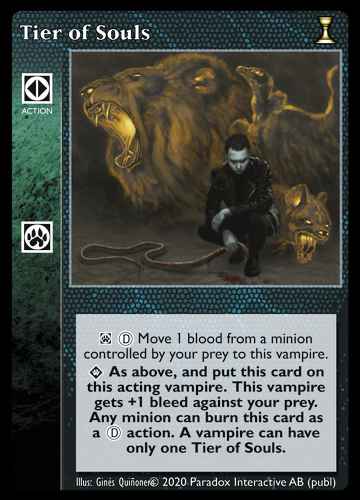 Tier of Souls
ACTION
Ⓓ Move 1 blood from a minion
controlled by your prey to this vampire.
As above, and put this card on
this acting vampire. This vampire
gets +1 bleed against your prey.
Any minion can burn this card as
a Ⓓ action. A vampire can have
only one Tier of Souls.
Illus: Ginés Quiñonero © 2020 Paradox Interactive AB (publ)